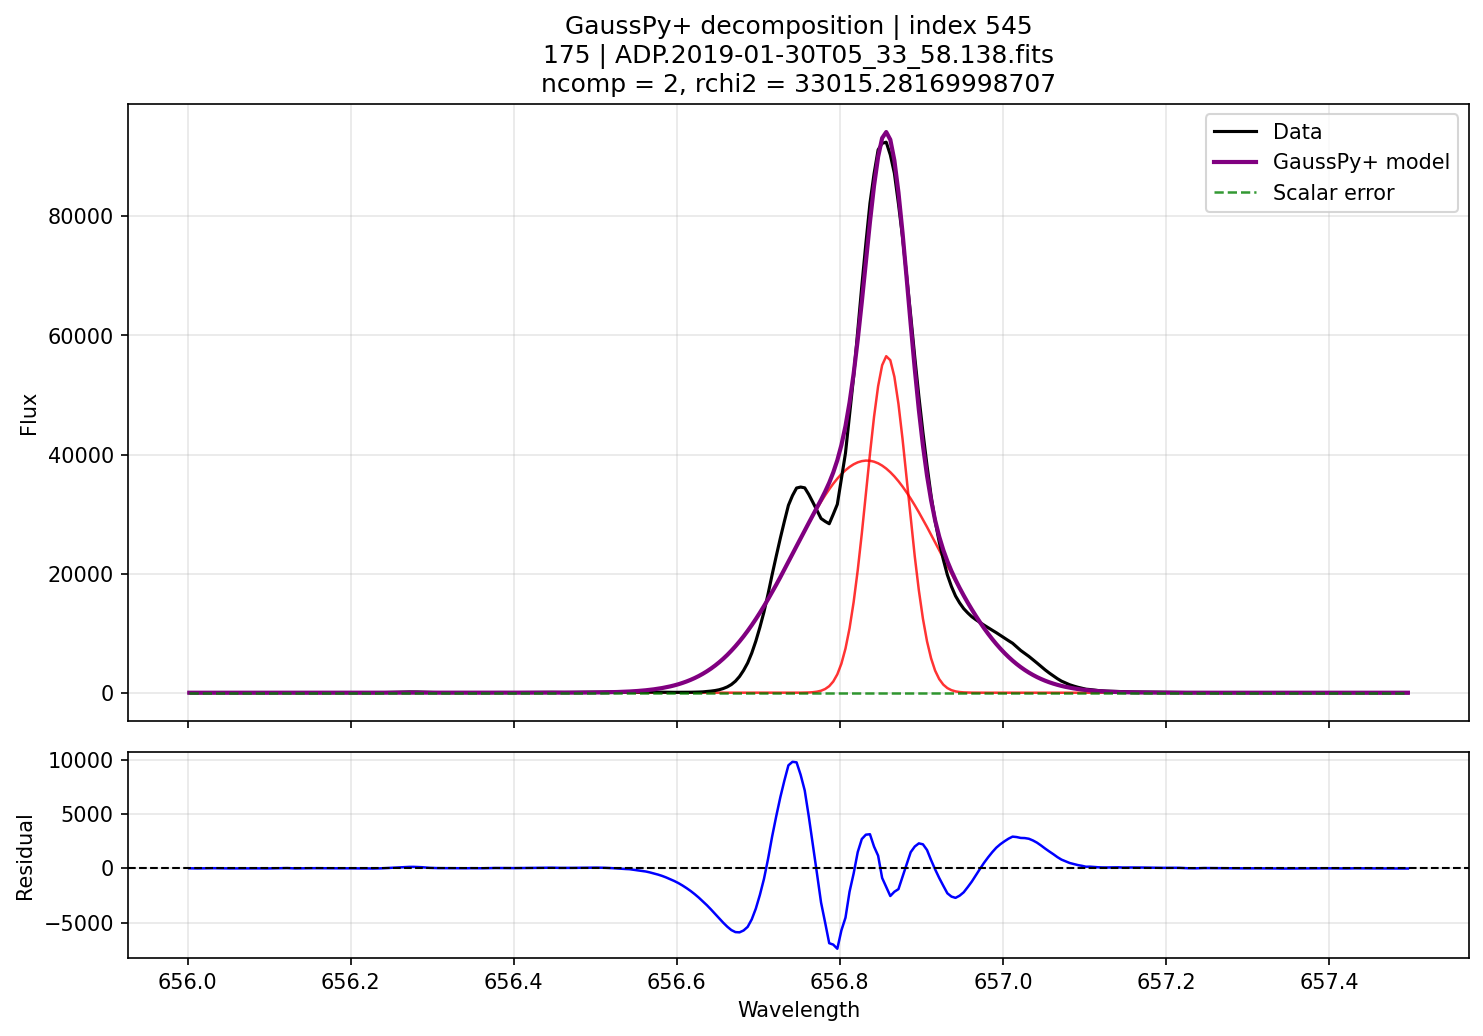 GaussPy+ decomposition | index 545
175 | ADP.2019-01-30T05_33_58.138.fits
ncomp = 2, rchi2 = 33015.28169998707
Data
GaussPy+ model
Scalar error
Flux
80000
60000
40000
20000
0
Residual
10000
5000
0
−5000
656.0 656.2 656.4 656.6 656.8 657.0 657.2 657.4
Wavelength